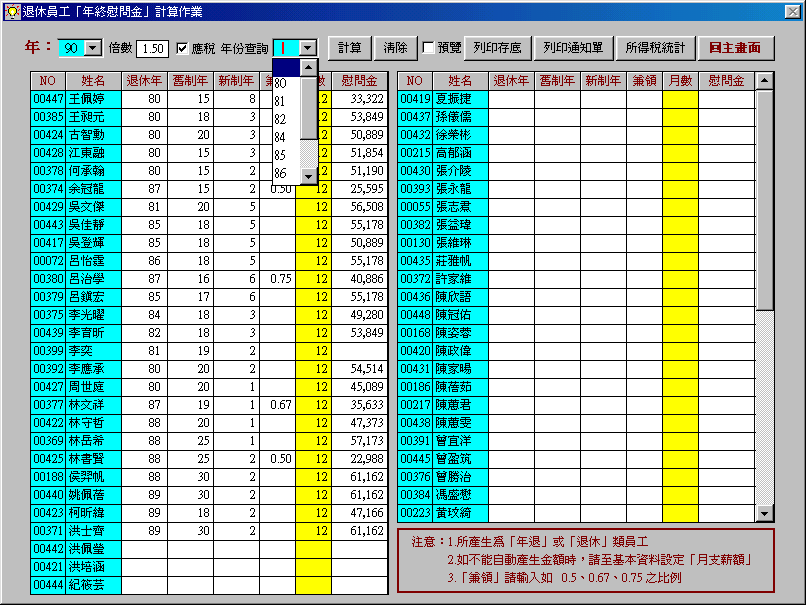 退休員工「年終慰問金」計算作業
年： 90 倍數 1.50 應稅 年份查詢 計算 清除 預覽 列印存底 列印通知單 所得稅統計 回主畫面
80
81
82
84
85
86
NO 姓名 退休年 舊制年 新制年 兼 數 慰問金
00447 王佩婷 80 15 8 12 33,322
00385 王昶元 80 18 3 12 53,849
00424 古智勳 80 20 3 12 50,889
00428 江東融 80 15 3 12 51,854
00378 何承翰 80 15 2 12 51,190
00374 余冠龍 87 15 2 0.50 12 25,595
00429 吳文傑 81 20 5 12 56,508
00443 吳佳靜 85 18 5 12 55,178
00417 吳登輝 85 18 5 12 50,889
00072 呂怡霆 86 18 5 12 55,178
00380 呂治學 87 16 6 0.75 12 40,886
00379 呂鎮宏 85 17 6 12 55,178
00375 李光曜 84 18 3 12 49,280
00439 李育昕 82 18 3 12 53,849
00399 李奕 81 19 2 12
00392 李應承 80 20 2 12 54,514
00427 周世庭 80 20 1 12 45,089
00377 林文祥 87 19 1 0.67 12 35,633
00422 林守哲 88 20 1 12 47,373
00369 林岳希 88 25 1 12 57,173
00425 林書賢 88 25 2 0.50 12 22,988
00188 侯羿帆 88 30 2 12 61,162
00440 姚佩蓓 89 30 2 12 61,162
00423 柯昕緯 89 18 2 12 47,166
00371 洪士齊 89 30 2 12 61,162
00442 洪佩瑩
00421 洪培涵
00444 紀筱芸
NO 姓名 退休年 舊制年 新制年 兼領 月數 慰問金
00419 夏振捷
00437 孫儀儒
00432 徐榮彬
00215 高郁涵
00430 張介陵
00393 張永龍
00055 張志君
00382 張益瑋
00130 張維琳
00435 莊雅帆
00372 許家維
00436 陳欣語
00448 陳冠佑
00168 陳姿蓉
00420 陳政偉
00431 陳家暘
00186 陳蓓茹
00217 陳蕙君
00438 陳蕙雯
00391 曾宣洋
00445 曾盈筑
00376 曾勝治
00384 馮盛懋
00223 黃玟綺
注意：1.所產生為「年退」或「退休」類員工
2.如不能自動產生金額時，請至基本資料設定「月支薪額」
3.「兼領」請輸入如 0.5、0.67、0.75 之比例